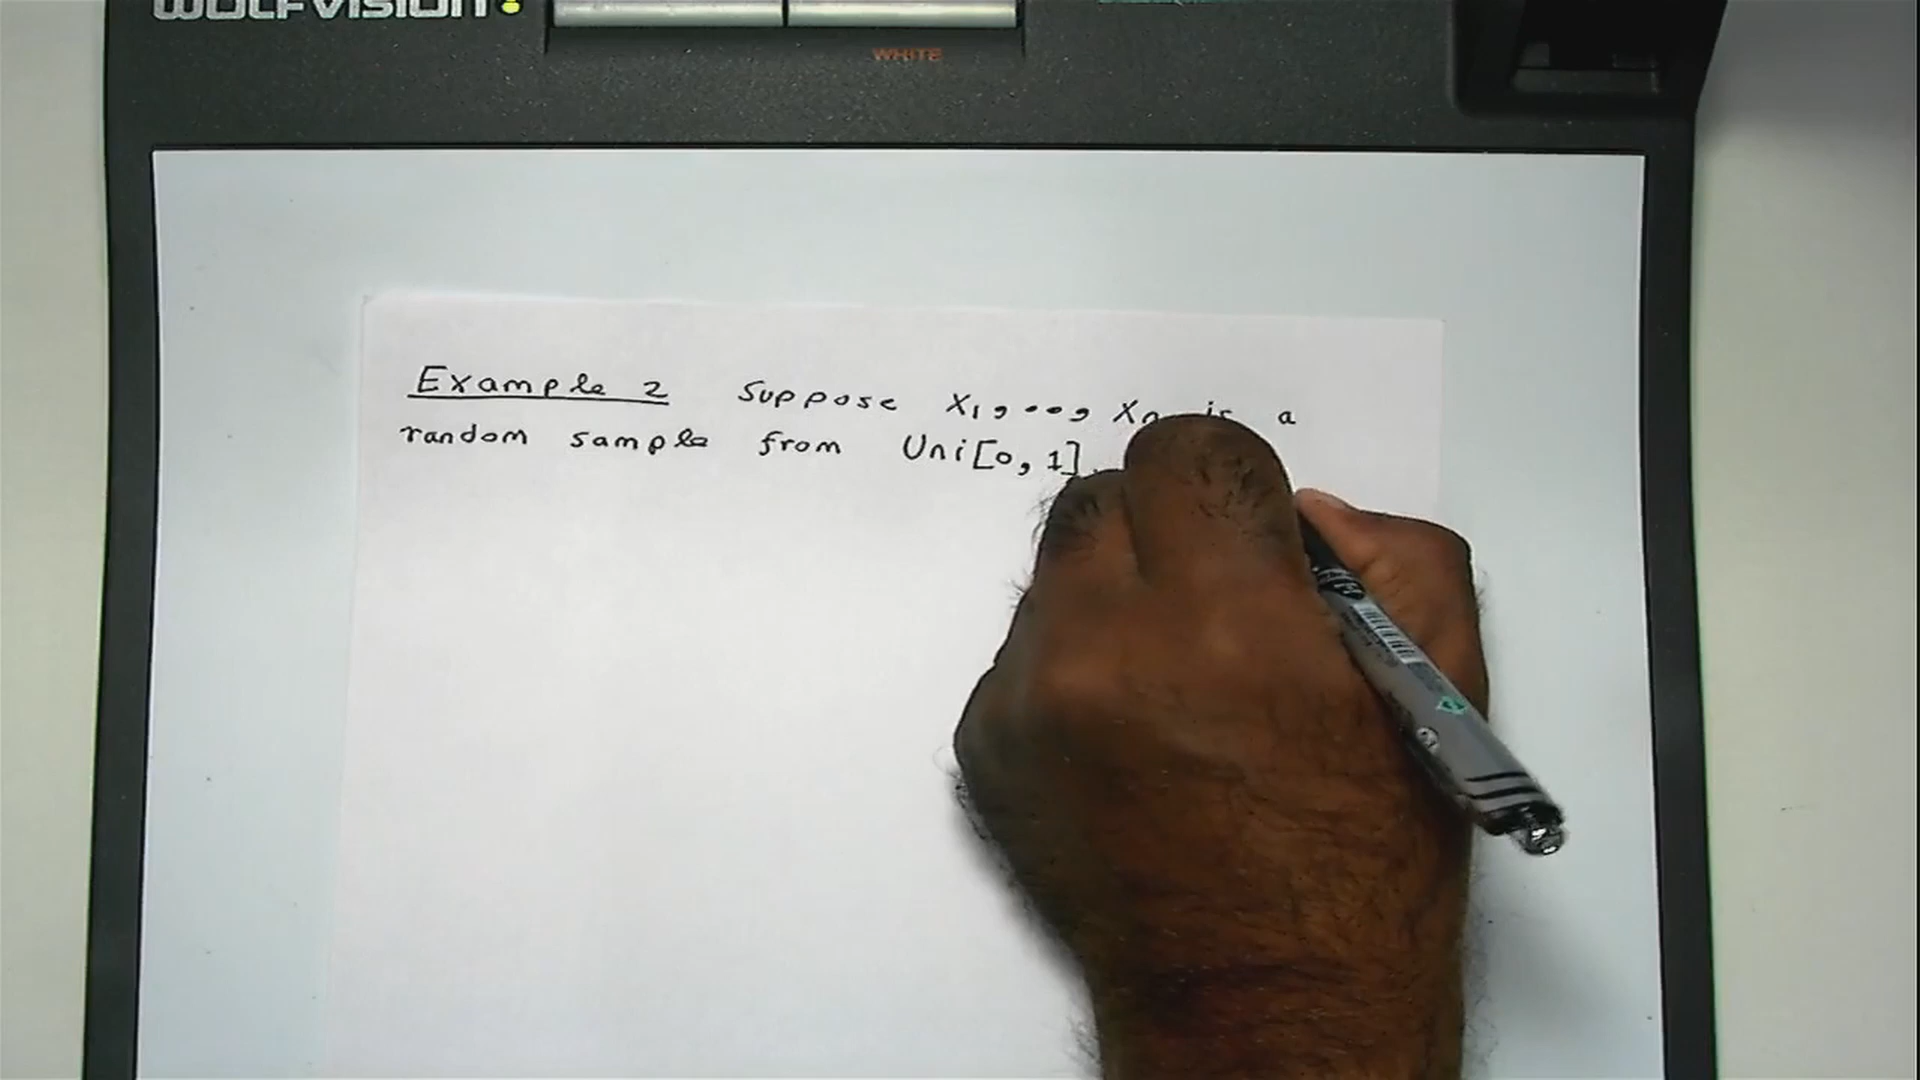 WOLFVISION
WHITE
Example 2 Suppose X₁, ..., Xn is a
random sample from Uni[0, 1].